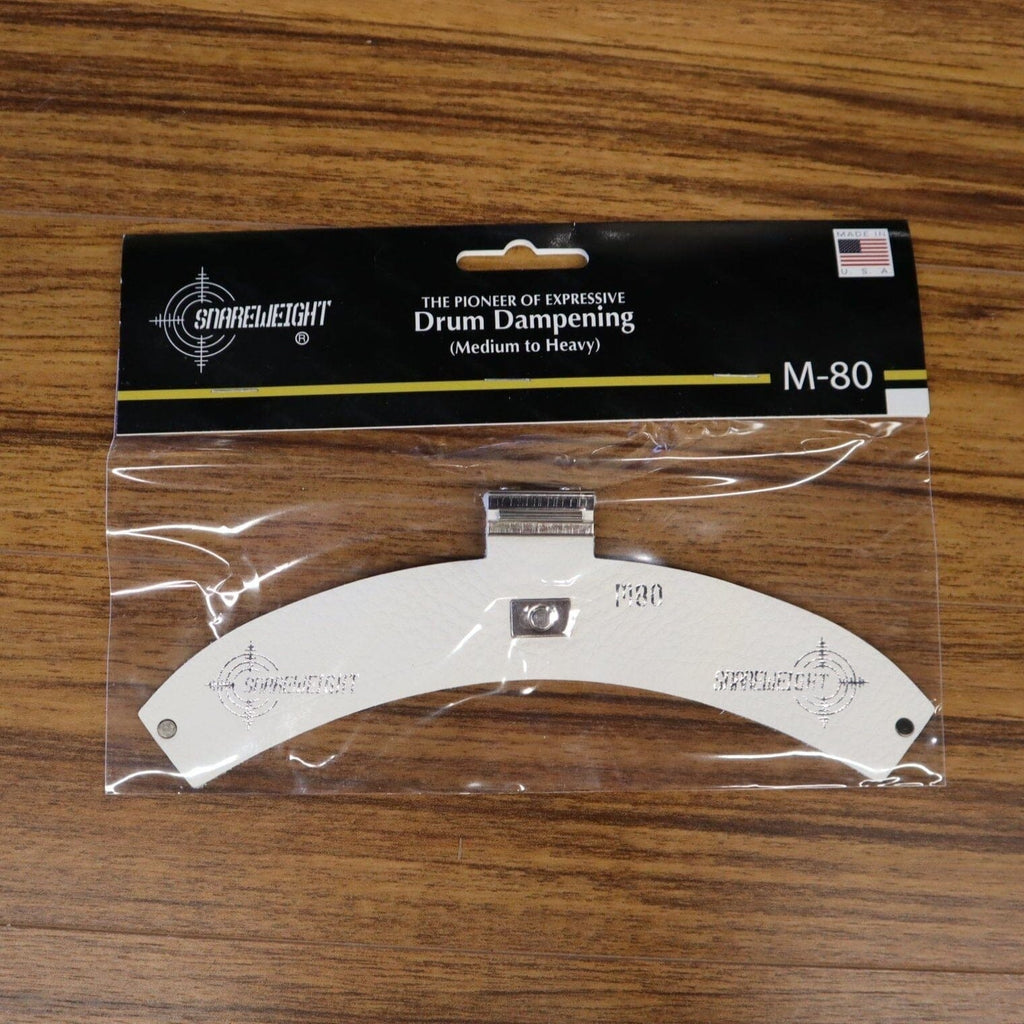 MADE IN
U. S. A
SNAREWEIGHT
®
THE PIONEER OF EXPRESSIVE
Drum Dampening
(Medium to Heavy)
M-80
M80
SNAREWEIGHT
SNAREWEIGHT